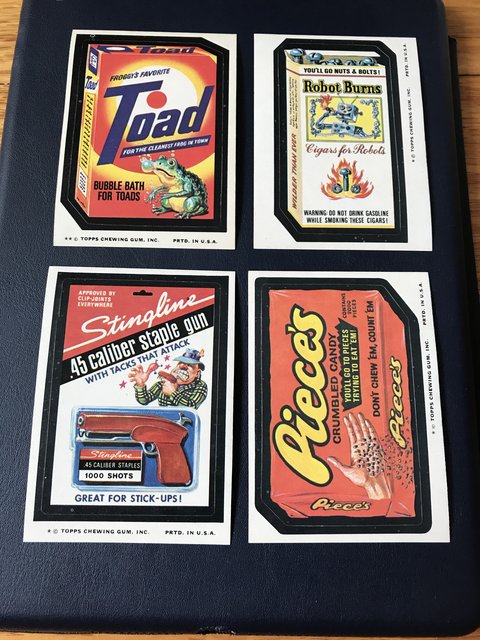 Toad
FROGGY'S FAVORITE
Toad
FOR THE CLEANEST FROG IN TOWN
BUBBLE BATH
FOR TOADS
** © TOPPS CHEWING GUM, INC. PRTD. IN U.S.A.
YOU'LL GO NUTS & BOLTS!
Robot Burns
WILDER THAN EVER
Cigars for Robots
WARNING: DO NOT DRINK GASOLINE
WHILE SMOKING THESE CIGARS!
* © TOPPS CHEWING GUM, INC. PRTD. IN U.S.A.
APPROVED BY
CLIP-JOINTS
EVERYWHERE
Stingline
.45 caliber staple gun
WITH TACKS THAT ATTACK
Stingline
.45 CALIBER STAPLES
1000 SHOTS
GREAT FOR STICK-UPS!
* © TOPPS CHEWING GUM, INC. PRTD. IN U.S.A.
Piece's
CRUMBLED CANDY
CONTAINS
1000
PIECES
YOU'LL GO TO PIECES
TRYING TO EAT 'EM!
DON'T CHEW 'EM, COUNT 'EM
Piece's
Piece's
* © TOPPS CHEWING GUM, INC. PRTD. IN U.S.A.